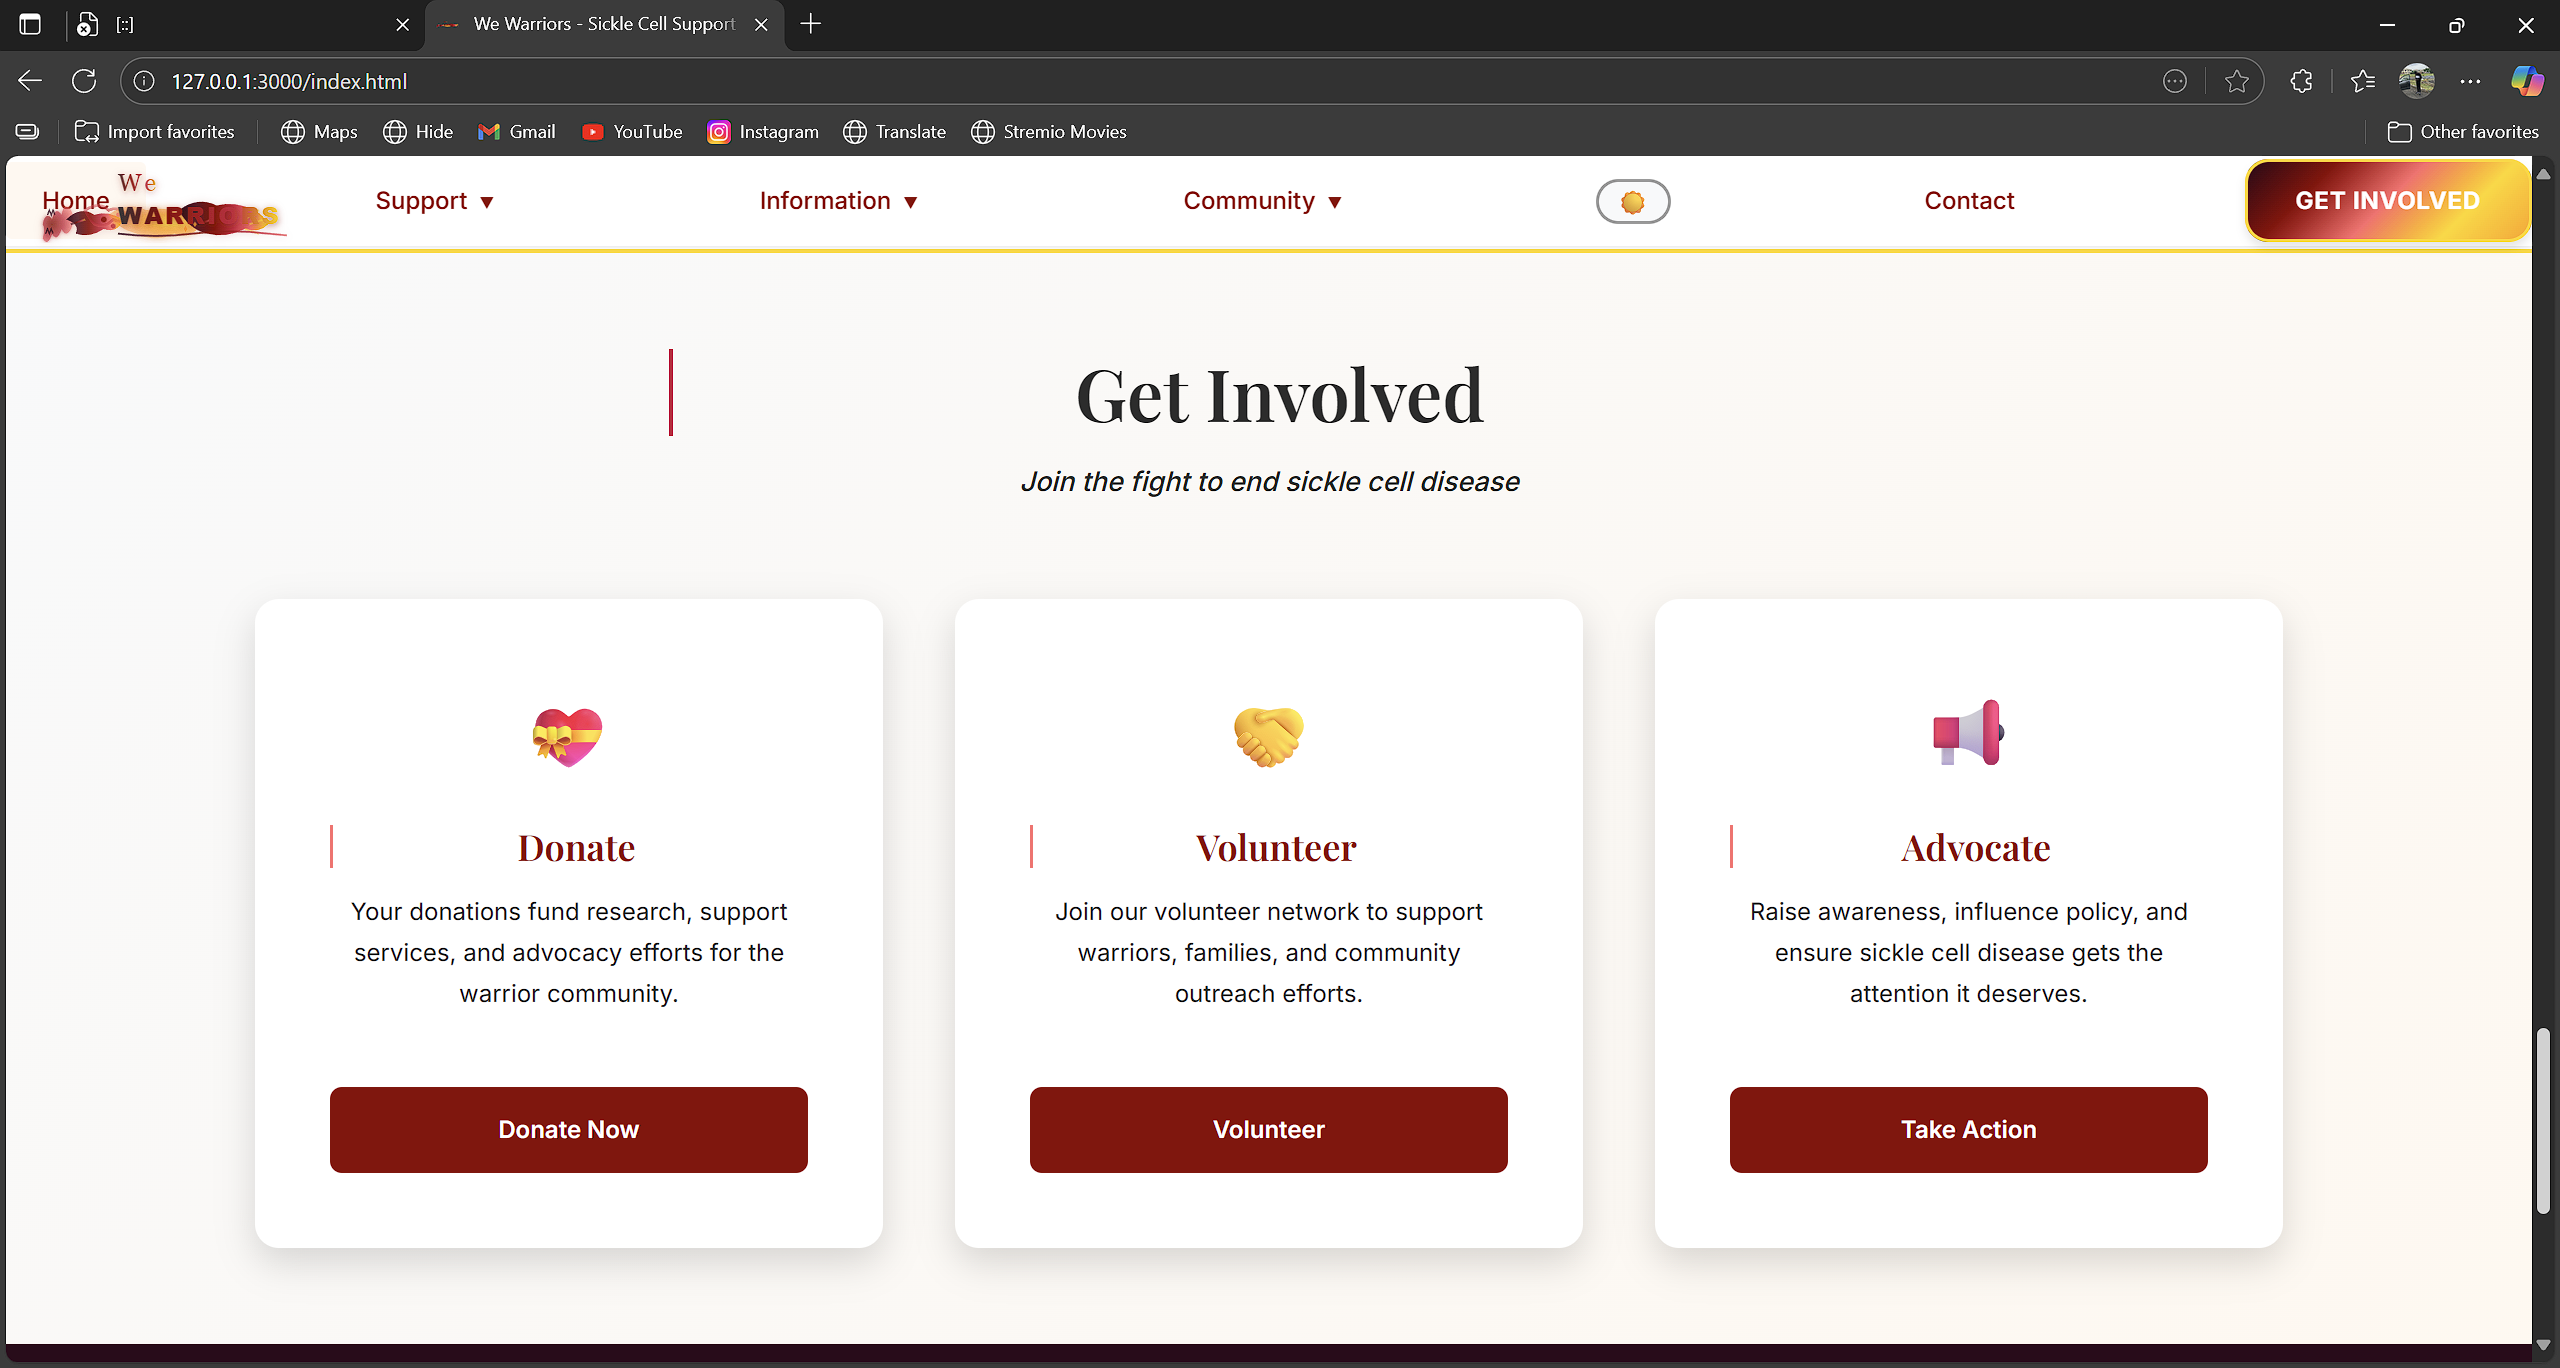 [::]
We Warriors - Sickle Cell Support
127.0.0.1:3000/index.html
Import favorites
Maps
Hide
Gmail
YouTube
Instagram
Translate
Stremio Movies
Other favorites
Home
We
WARRIORS
Support ▼
Information ▼
Community ▼
Contact
GET INVOLVED
Get Involved
Join the fight to end sickle cell disease
Donate
Your donations fund research, support
services, and advocacy efforts for the
warrior community.
Donate Now
Volunteer
Join our volunteer network to support
warriors, families, and community
outreach efforts.
Volunteer
Advocate
Raise awareness, influence policy, and
ensure sickle cell disease gets the
attention it deserves.
Take Action